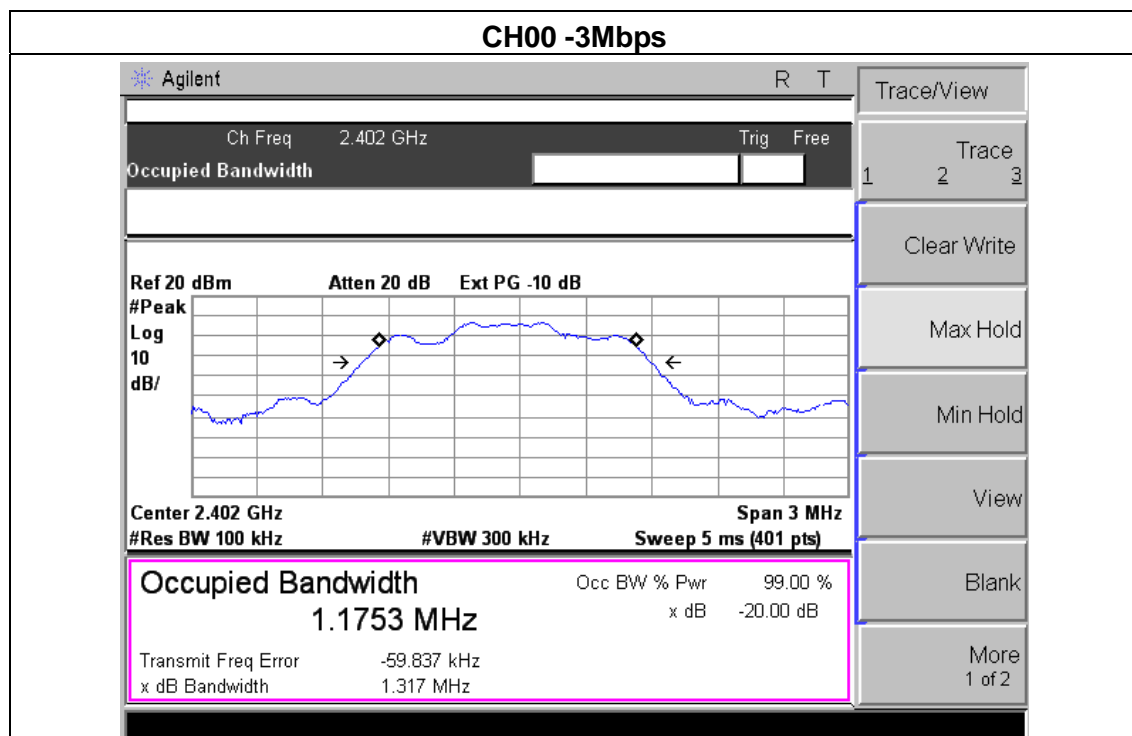 CH00 -3Mbps
Agilent R T
Trace/View
Ch Freq 2.402 GHz Trig Free
Occupied Bandwidth
Trace
1 2 3
Clear Write
Ref 20 dBm Atten 20 dB Ext PG -10 dB
#Peak
Log
10
dB/
Max Hold
Min Hold
View
Center 2.402 GHz Span 3 MHz
#Res BW 100 kHz #VBW 300 kHz Sweep 5 ms (401 pts)
Occupied Bandwidth Occ BW % Pwr 99.00 %
1.1753 MHz x dB -20.00 dB
Blank
Transmit Freq Error -59.837 kHz
x dB Bandwidth 1.317 MHz
More
1 of 2